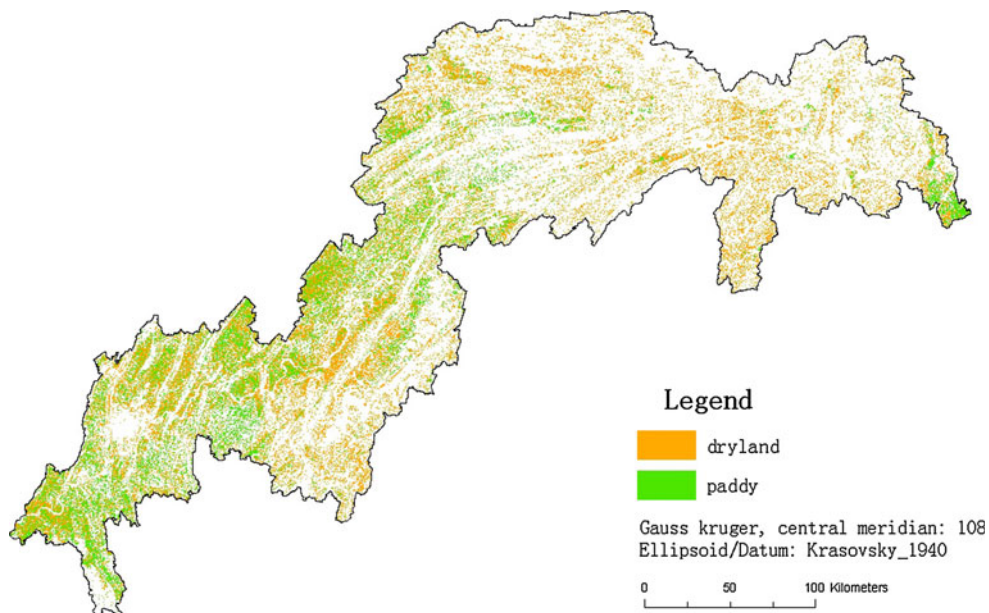 Legend
dryland
paddy
Gauss kruger, central meridian: 108
Ellipsoid/Datum: Krasovsky_1940
0 50 100 Kilometers